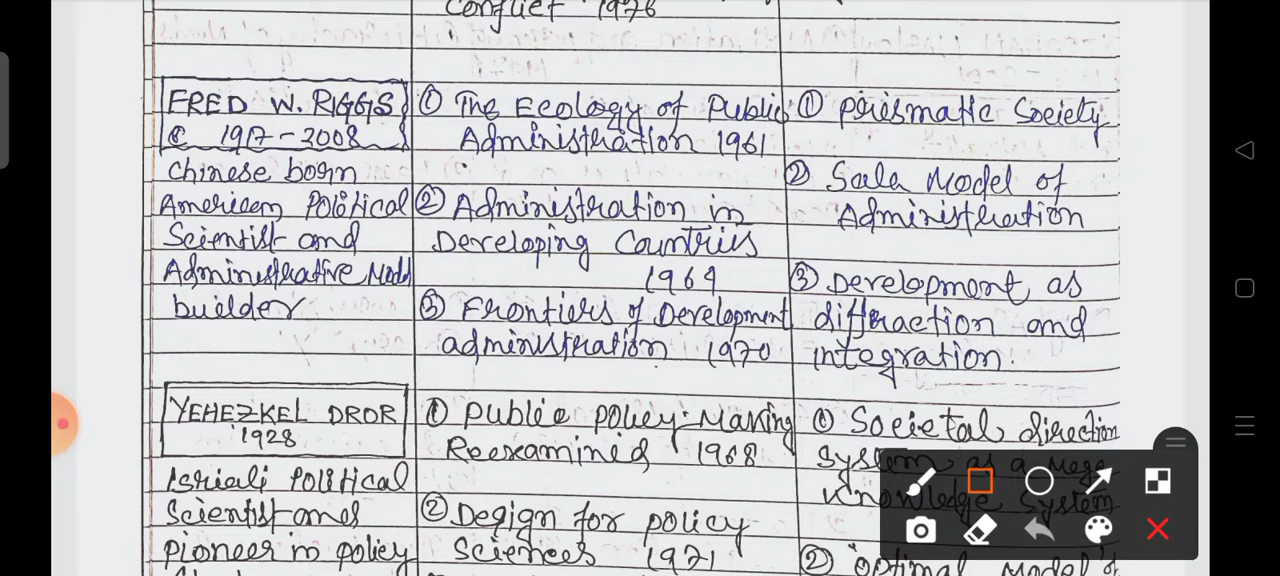 Conflict 1976
FRED W. RIGGS
1917-2008
Chinese born
American Political
Scientist and
Administrative Model
builder
① The Ecology of Public
Administration 1961
② Administration in
Developing Countries
1964
③ Frontiers of Development
administration 1970
① Prismatic Society
② Sala Model of
Administration
③ Development as
diffraction and
integration.
YEHEZKEL DROR
1928
Isriali Political
Scientist and
Pioneer in policy
① Public policy-Making
Reexamined 1968
② Design for policy
Sciences 1971
① Societal direction
System as a Mega
Knowledge System
② "Optimal Model of